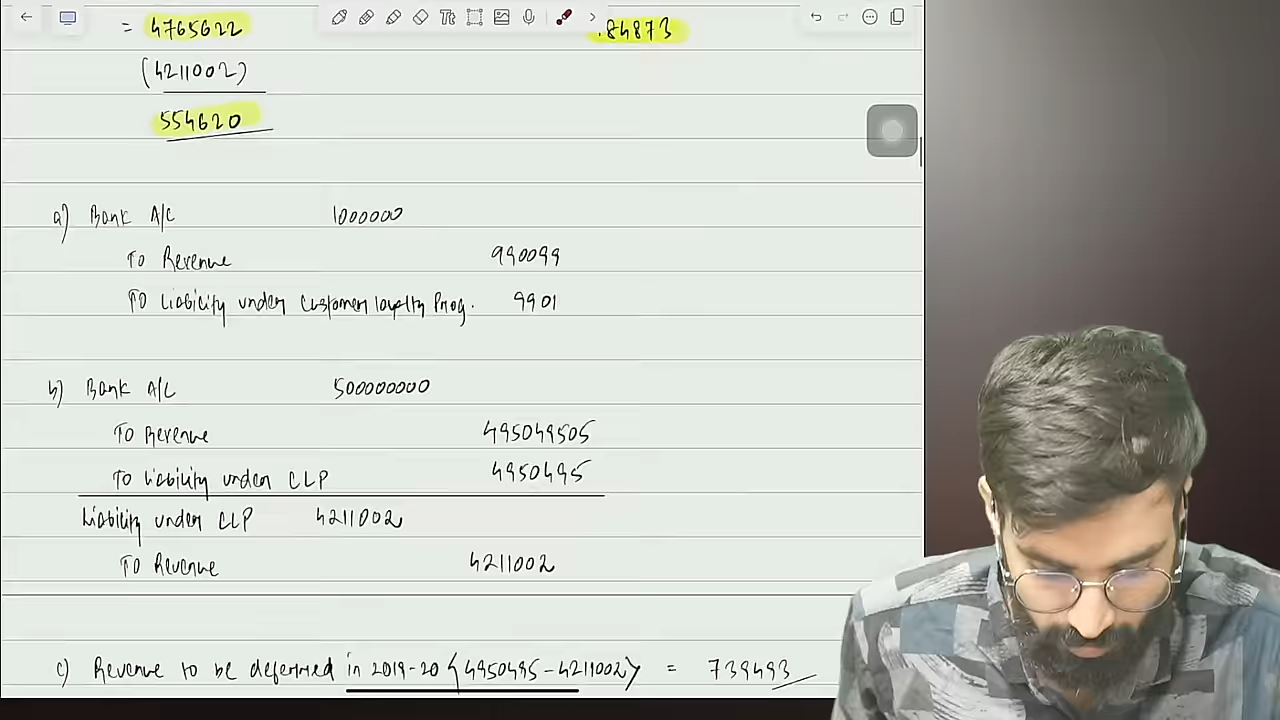 = 4765622
.84873
(4211002)
554620
a) Bank A/C 1000000
To Revenue 990099
To Liability under Customer loyalty Prog. 9901
b) Bank A/C 500000000
To Revenue 495049505
To liability under CLP 4950495
Liability under CLP 4211002
To Revenue 4211002
c) Revenue to be deferred in 2019-20 {4950495-4211002} = 739493